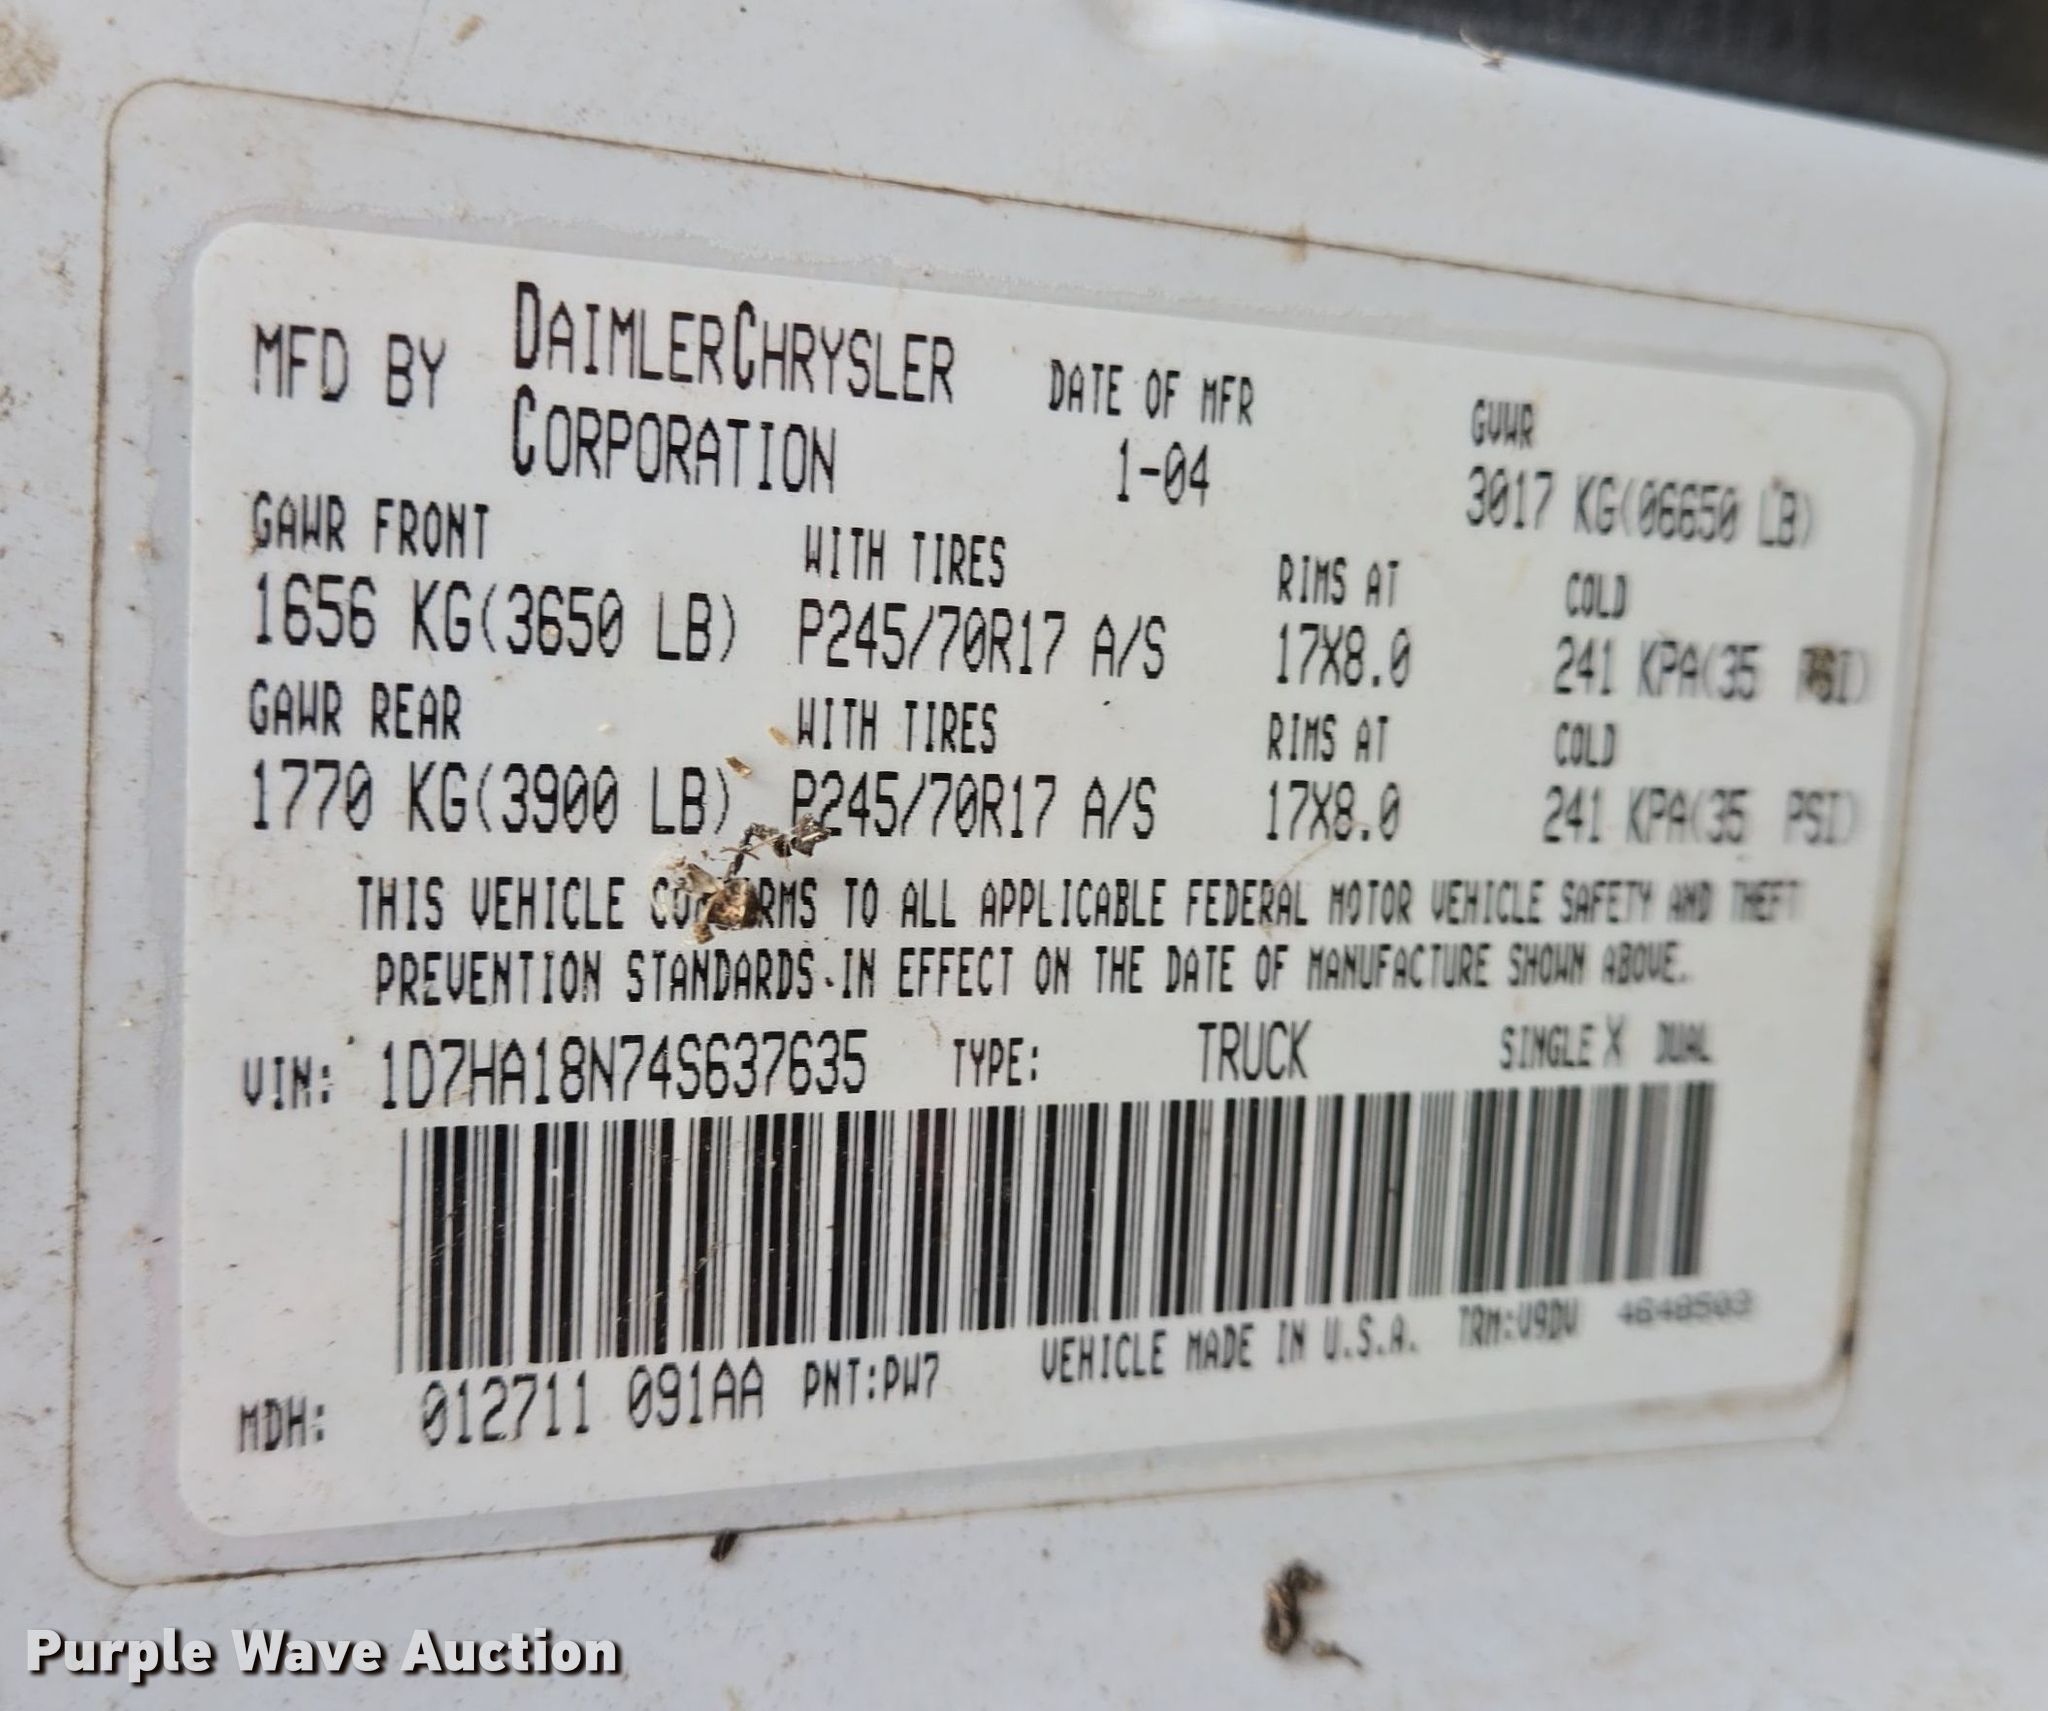 MFD BY DAIMLERCHRYSLER CORPORATION
DATE OF MFR
1-04
GVWR
3017 KG(06650 LB)
GAWR FRONT WITH TIRES RIMS AT COLD
1656 KG(3650 LB) P245/70R17 A/S 17X8.0 241 KPA(35 PSI)
GAWR REAR WITH TIRES RIMS AT COLD
1770 KG(3900 LB) P245/70R17 A/S 17X8.0 241 KPA(35 PSI)
THIS VEHICLE CONFORMS TO ALL APPLICABLE FEDERAL MOTOR VEHICLE SAFETY AND THEFT
PREVENTION STANDARDS IN EFFECT ON THE DATE OF MANUFACTURE SHOWN ABOVE.
VIN: 1D7HA18N74S637635 TYPE: TRUCK SINGLE X DUAL
MDH: 012711 091AA PNT:PW7 VEHICLE MADE IN U.S.A. TRM:V9DV
Purple Wave Auction